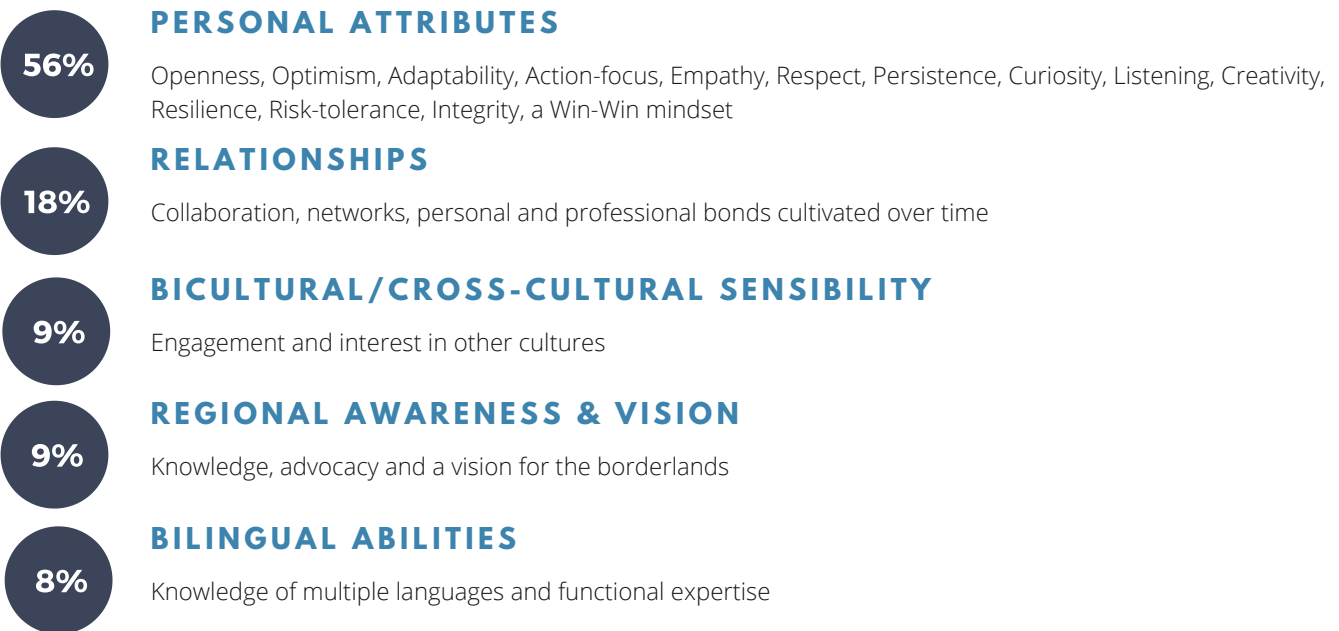 PERSONAL ATTRIBUTES
56%
Openness, Optimism, Adaptability, Action-focus, Empathy, Respect, Persistence, Curiosity, Listening, Creativity,
Resilience, Risk-tolerance, Integrity, a Win-Win mindset
RELATIONSHIPS
18%
Collaboration, networks, personal and professional bonds cultivated over time
BICULTURAL/CROSS-CULTURAL SENSIBILITY
9%
Engagement and interest in other cultures
REGIONAL AWARENESS & VISION
9%
Knowledge, advocacy and a vision for the borderlands
BILINGUAL ABILITIES
8%
Knowledge of multiple languages and functional expertise